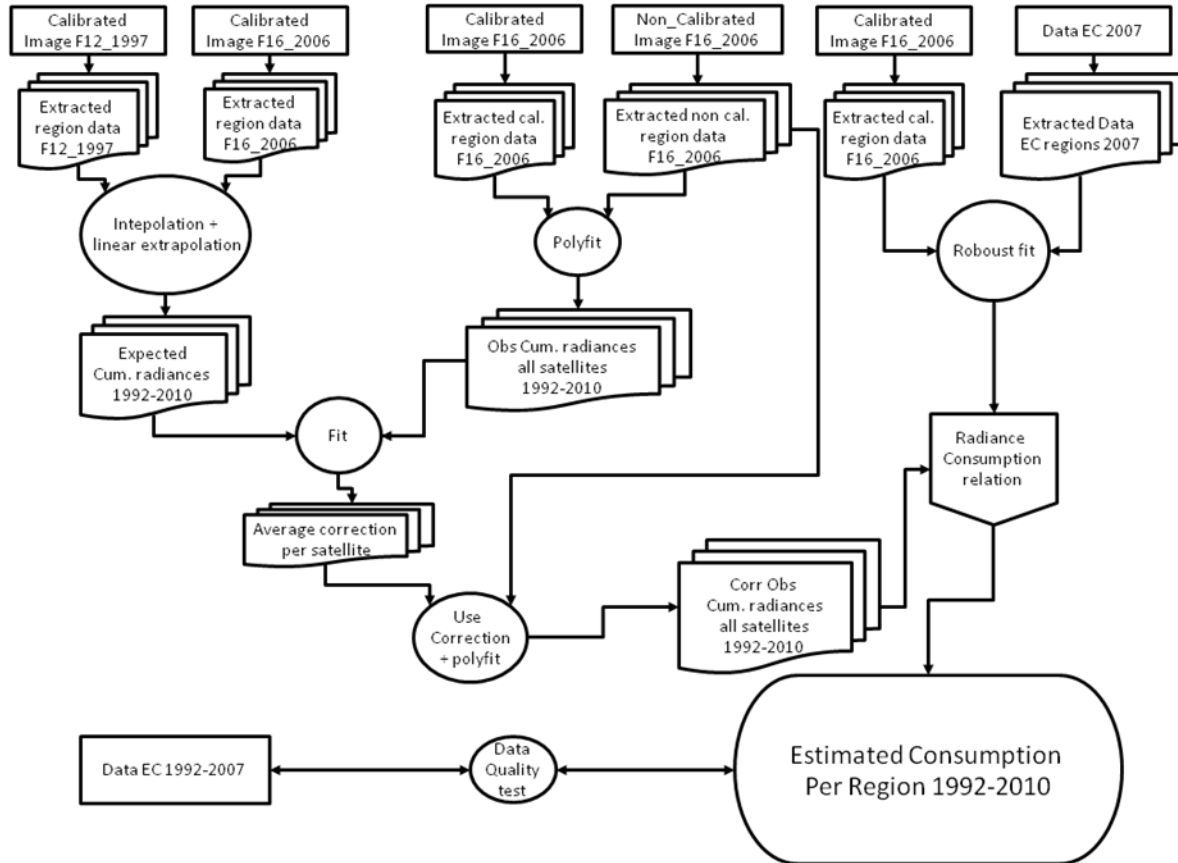 Calibrated
Image F12_1997
Calibrated
Image F16_2006
Calibrated
Image F16_2006
Non_Calibrated
Image F16_2006
Calibrated
Image F16_2006
Data EC 2007
Extracted
region data
F12_1997
Extracted
region data
F16_2006
Extracted cal.
region data
F16_2006
Extracted non cal.
region data
F16_2006
Extracted cal.
region data
F16_2006
Extracted Data
EC regions 2007
Intepolation +
linear extrapolation
Polyfit
Roboust fit
Expected
Cum. radiances
1992-2010
Obs Cum. radiances
all satellites
1992-2010
Fit
Radiance
Consumption
relation
Average correction
per satellite
Use
Correction
+ polyfit
Corr Obs
Cum. radiances
all satellites
1992-2010
Data EC 1992-2007
Data
Quality
test
Estimated Consumption
Per Region 1992-2010